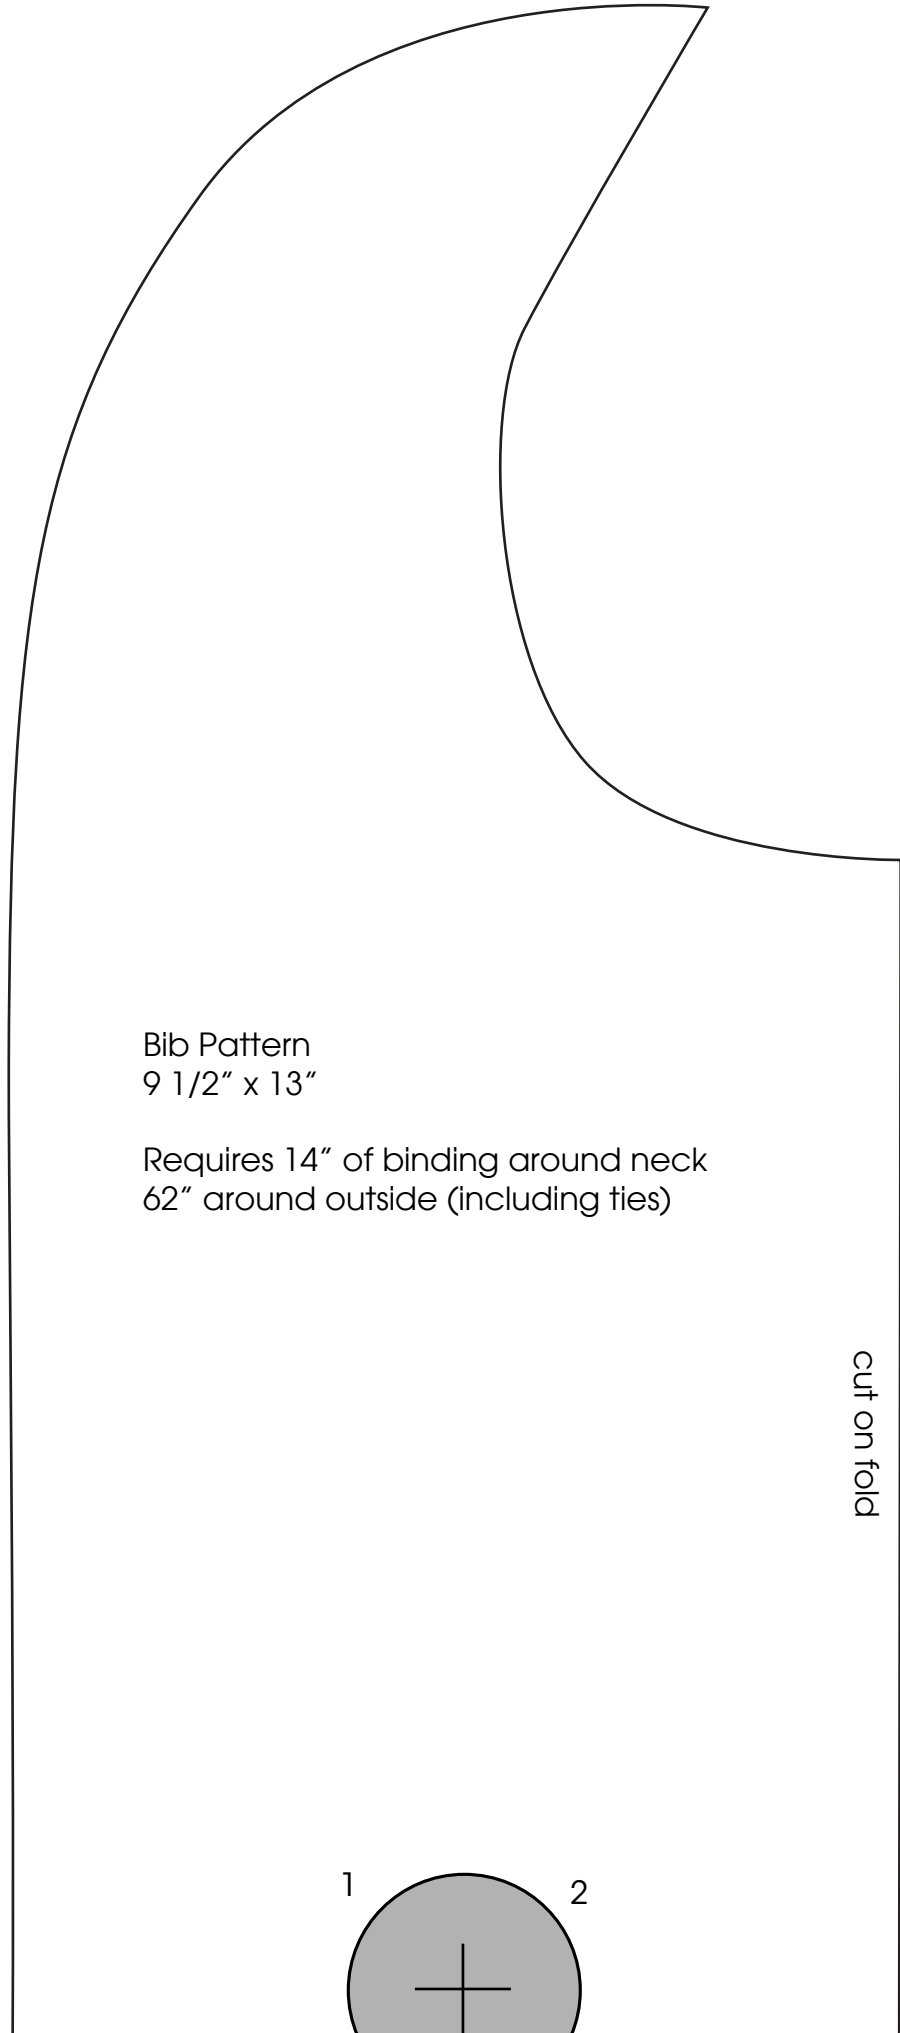 Bib Pattern
9 1/2″ x 13″
Requires 14″ of binding around neck
62″ around outside (including ties)
cut on fold
1
2